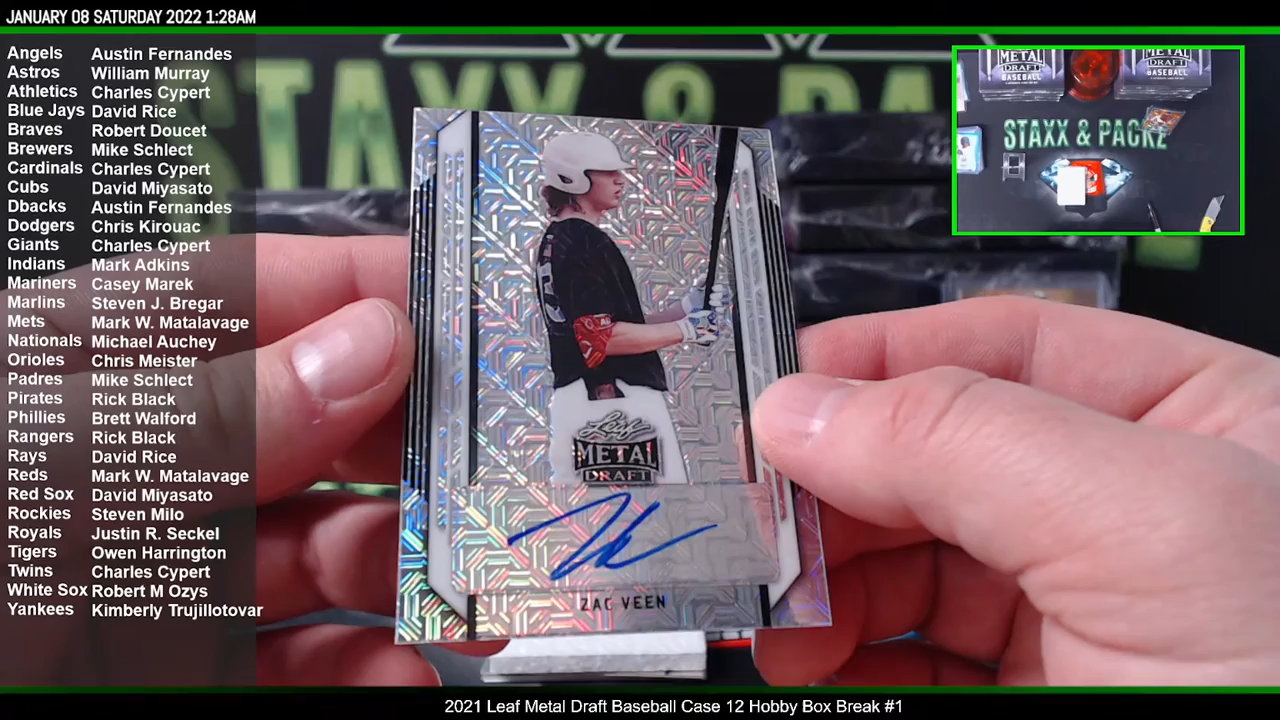 JANUARY 08 SATURDAY 2022 1:28AM
Angels Austin Fernandes
Astros William Murray
Athletics Charles Cypert
Blue Jays David Rice
Braves Robert Doucet
Brewers Mike Schlect
Cardinals Charles Cypert
Cubs David Miyasato
Dbacks Austin Fernandes
Dodgers Chris Kirouac
Giants Charles Cypert
Indians Mark Adkins
Mariners Casey Marek
Marlins Steven J. Bregar
Mets Mark W. Matalavage
Nationals Michael Auchey
Orioles Chris Meister
Padres Mike Schlect
Pirates Rick Black
Phillies Brett Walford
Rangers Rick Black
Rays David Rice
Reds Mark W. Matalavage
Red Sox David Miyasato
Rockies Steven Milo
Royals Justin R. Seckel
Tigers Owen Harrington
Twins Charles Cypert
White Sox Robert M Ozys
Yankees Kimberly Trujillotovar
STAXX & PA
Leaf
METAL
DRAFT
ZAC VEEN
METAL
DRAFT
BASEBALL
METAL
DRAFT
BASEBALL
STAXX & PACKZ
2021 Leaf Metal Draft Baseball Case 12 Hobby Box Break #1